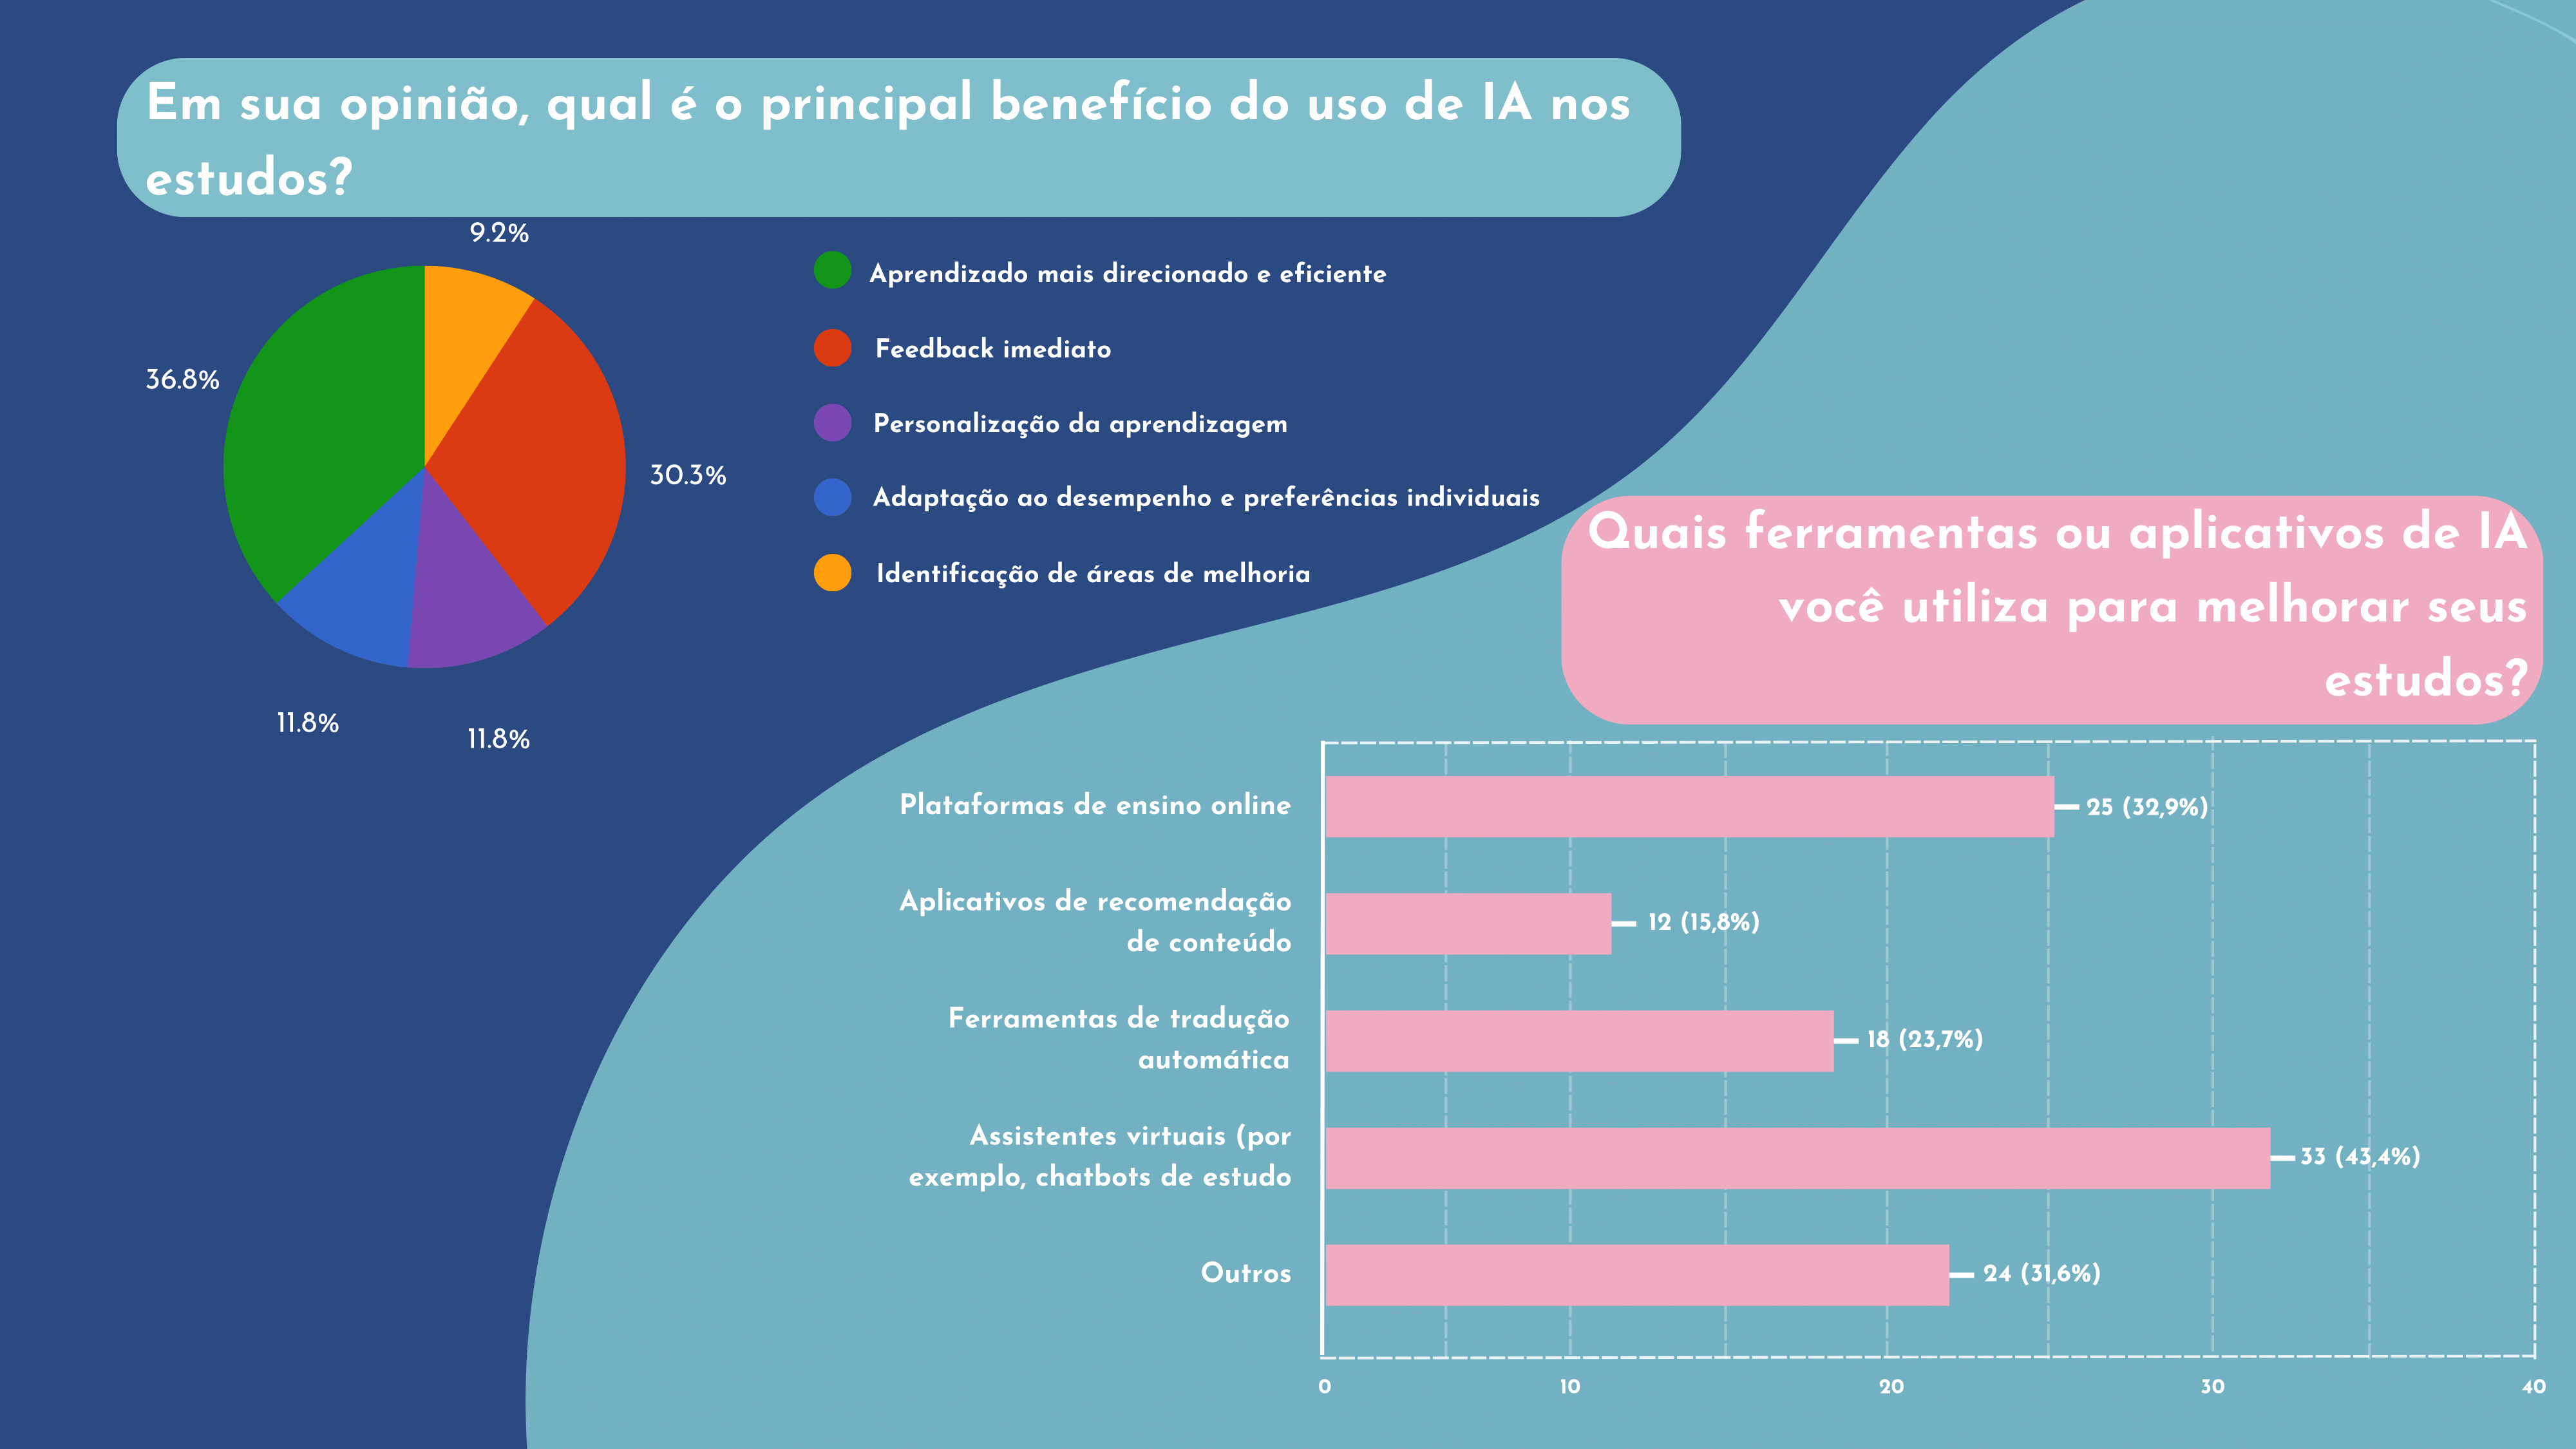 Em sua opinião, qual é o principal benefício do uso de IA nos
estudos?
9.2%
36.8%
30.3%
11.8%
11.8%
Aprendizado mais direcionado e eficiente
Feedback imediato
Personalização da aprendizagem
Adaptação ao desempenho e preferências individuais
Identificação de áreas de melhoria
Quais ferramentas ou aplicativos de IA
você utiliza para melhorar seus
estudos?
Plataformas de ensino online
25 (32,9%)
Aplicativos de recomendação
de conteúdo
12 (15,8%)
Ferramentas de tradução
automática
18 (23,7%)
Assistentes virtuais (por
exemplo, chatbots de estudo
33 (43,4%)
Outros
24 (31,6%)
0
10
20
30
40